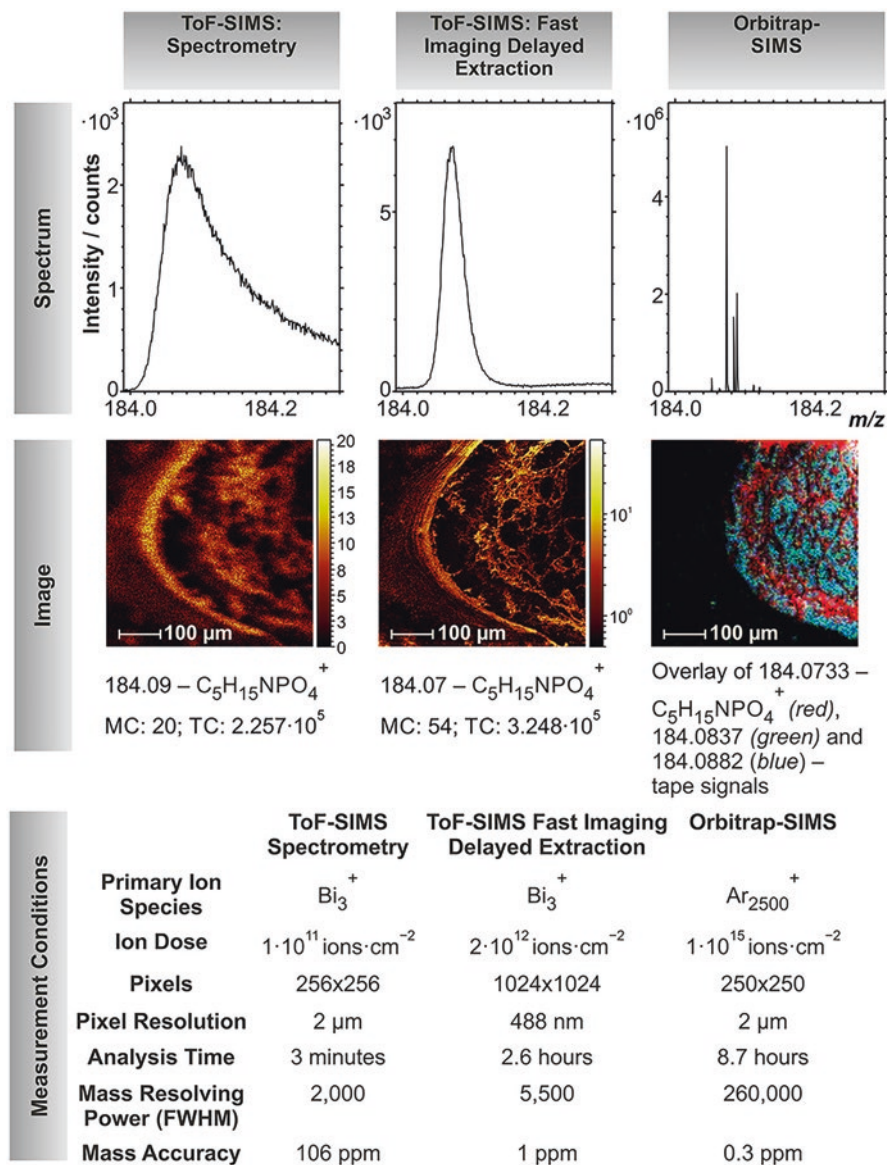 ToF-SIMS:
Spectrometry
ToF-SIMS: Fast
Imaging Delayed
Extraction
Orbitrap-
SIMS
Spectrum
Intensity / counts
·10³
2
1
0
184.0
184.2
·10³
5
0
184.0
184.2
·10⁶
4
2
0
184.0
184.2
m/z
Image
100 µm
20
18
15
13
10
8
5
3
0
100 µm
10¹
10⁰
100 µm
184.09 – C₅H₁₅NPO₄⁺
MC: 20; TC: 2.257·10⁵
184.07 – C₅H₁₅NPO₄⁺
MC: 54; TC: 3.248·10⁵
Overlay of 184.0733 –
C₅H₁₅NPO₄⁺ (red),
184.0837 (green) and
184.0882 (blue) –
tape signals
Measurement Conditions
ToF-SIMS
Spectrometry
ToF-SIMS Fast Imaging
Delayed Extraction
Orbitrap-SIMS
Primary Ion
Species
Bi₃⁺
Bi₃⁺
Ar₂₅₀₀⁺
Ion Dose
1·10¹¹ ions·cm⁻²
2·10¹² ions·cm⁻²
1·10¹⁵ ions·cm⁻²
Pixels
256x256
1024x1024
250x250
Pixel Resolution
2 µm
488 nm
2 µm
Analysis Time
3 minutes
2.6 hours
8.7 hours
Mass Resolving
Power (FWHM)
2,000
5,500
260,000
Mass Accuracy
106 ppm
1 ppm
0.3 ppm